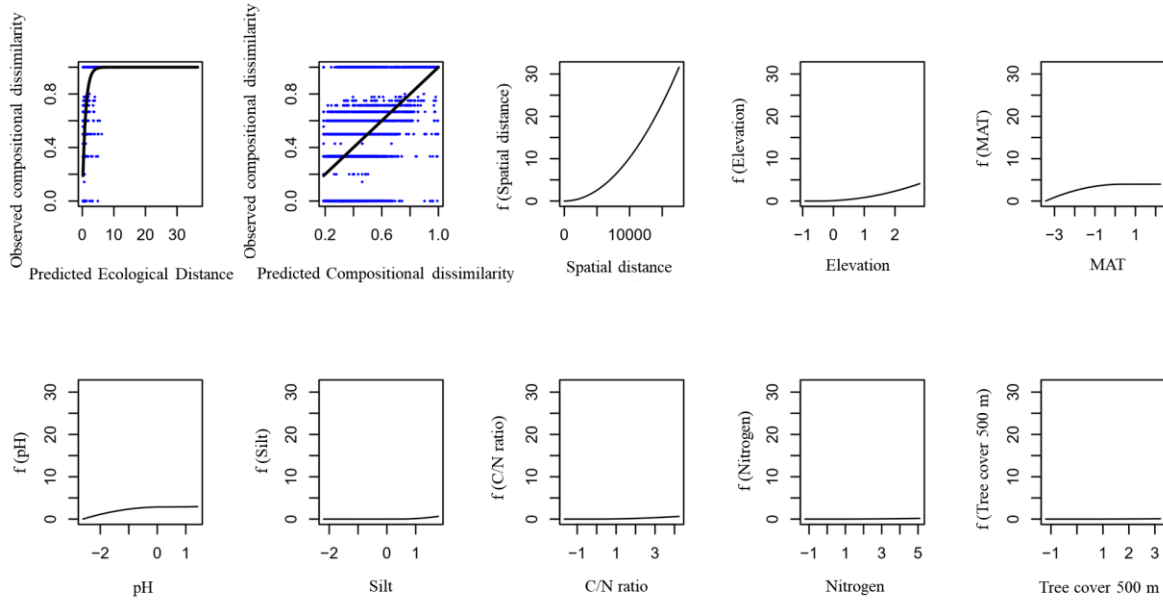 Observed compositional dissimilarity
0.0 0.4 0.8
0 10 20 30
Predicted Ecological Distance
Observed compositional dissimilarity
0.0 0.4 0.8
0.2 0.6 1.0
Predicted Compositional dissimilarity
f (Spatial distance)
0 10 20 30
0 10000
Spatial distance
f (Elevation)
0 10 20 30
−1 0 1 2
Elevation
f (MAT)
0 10 20 30
−3 −1 1
MAT
f (pH)
0 10 20 30
−2 0 1
pH
f (Silt)
0 10 20 30
−2 0 1
Silt
f (C/N ratio)
0 10 20 30
−1 1 3
C/N ratio
f (Nitrogen)
0 10 20 30
−1 1 3 5
Nitrogen
f (Tree cover 500 m)
0 10 20 30
−1 1 2 3
Tree cover 500 m